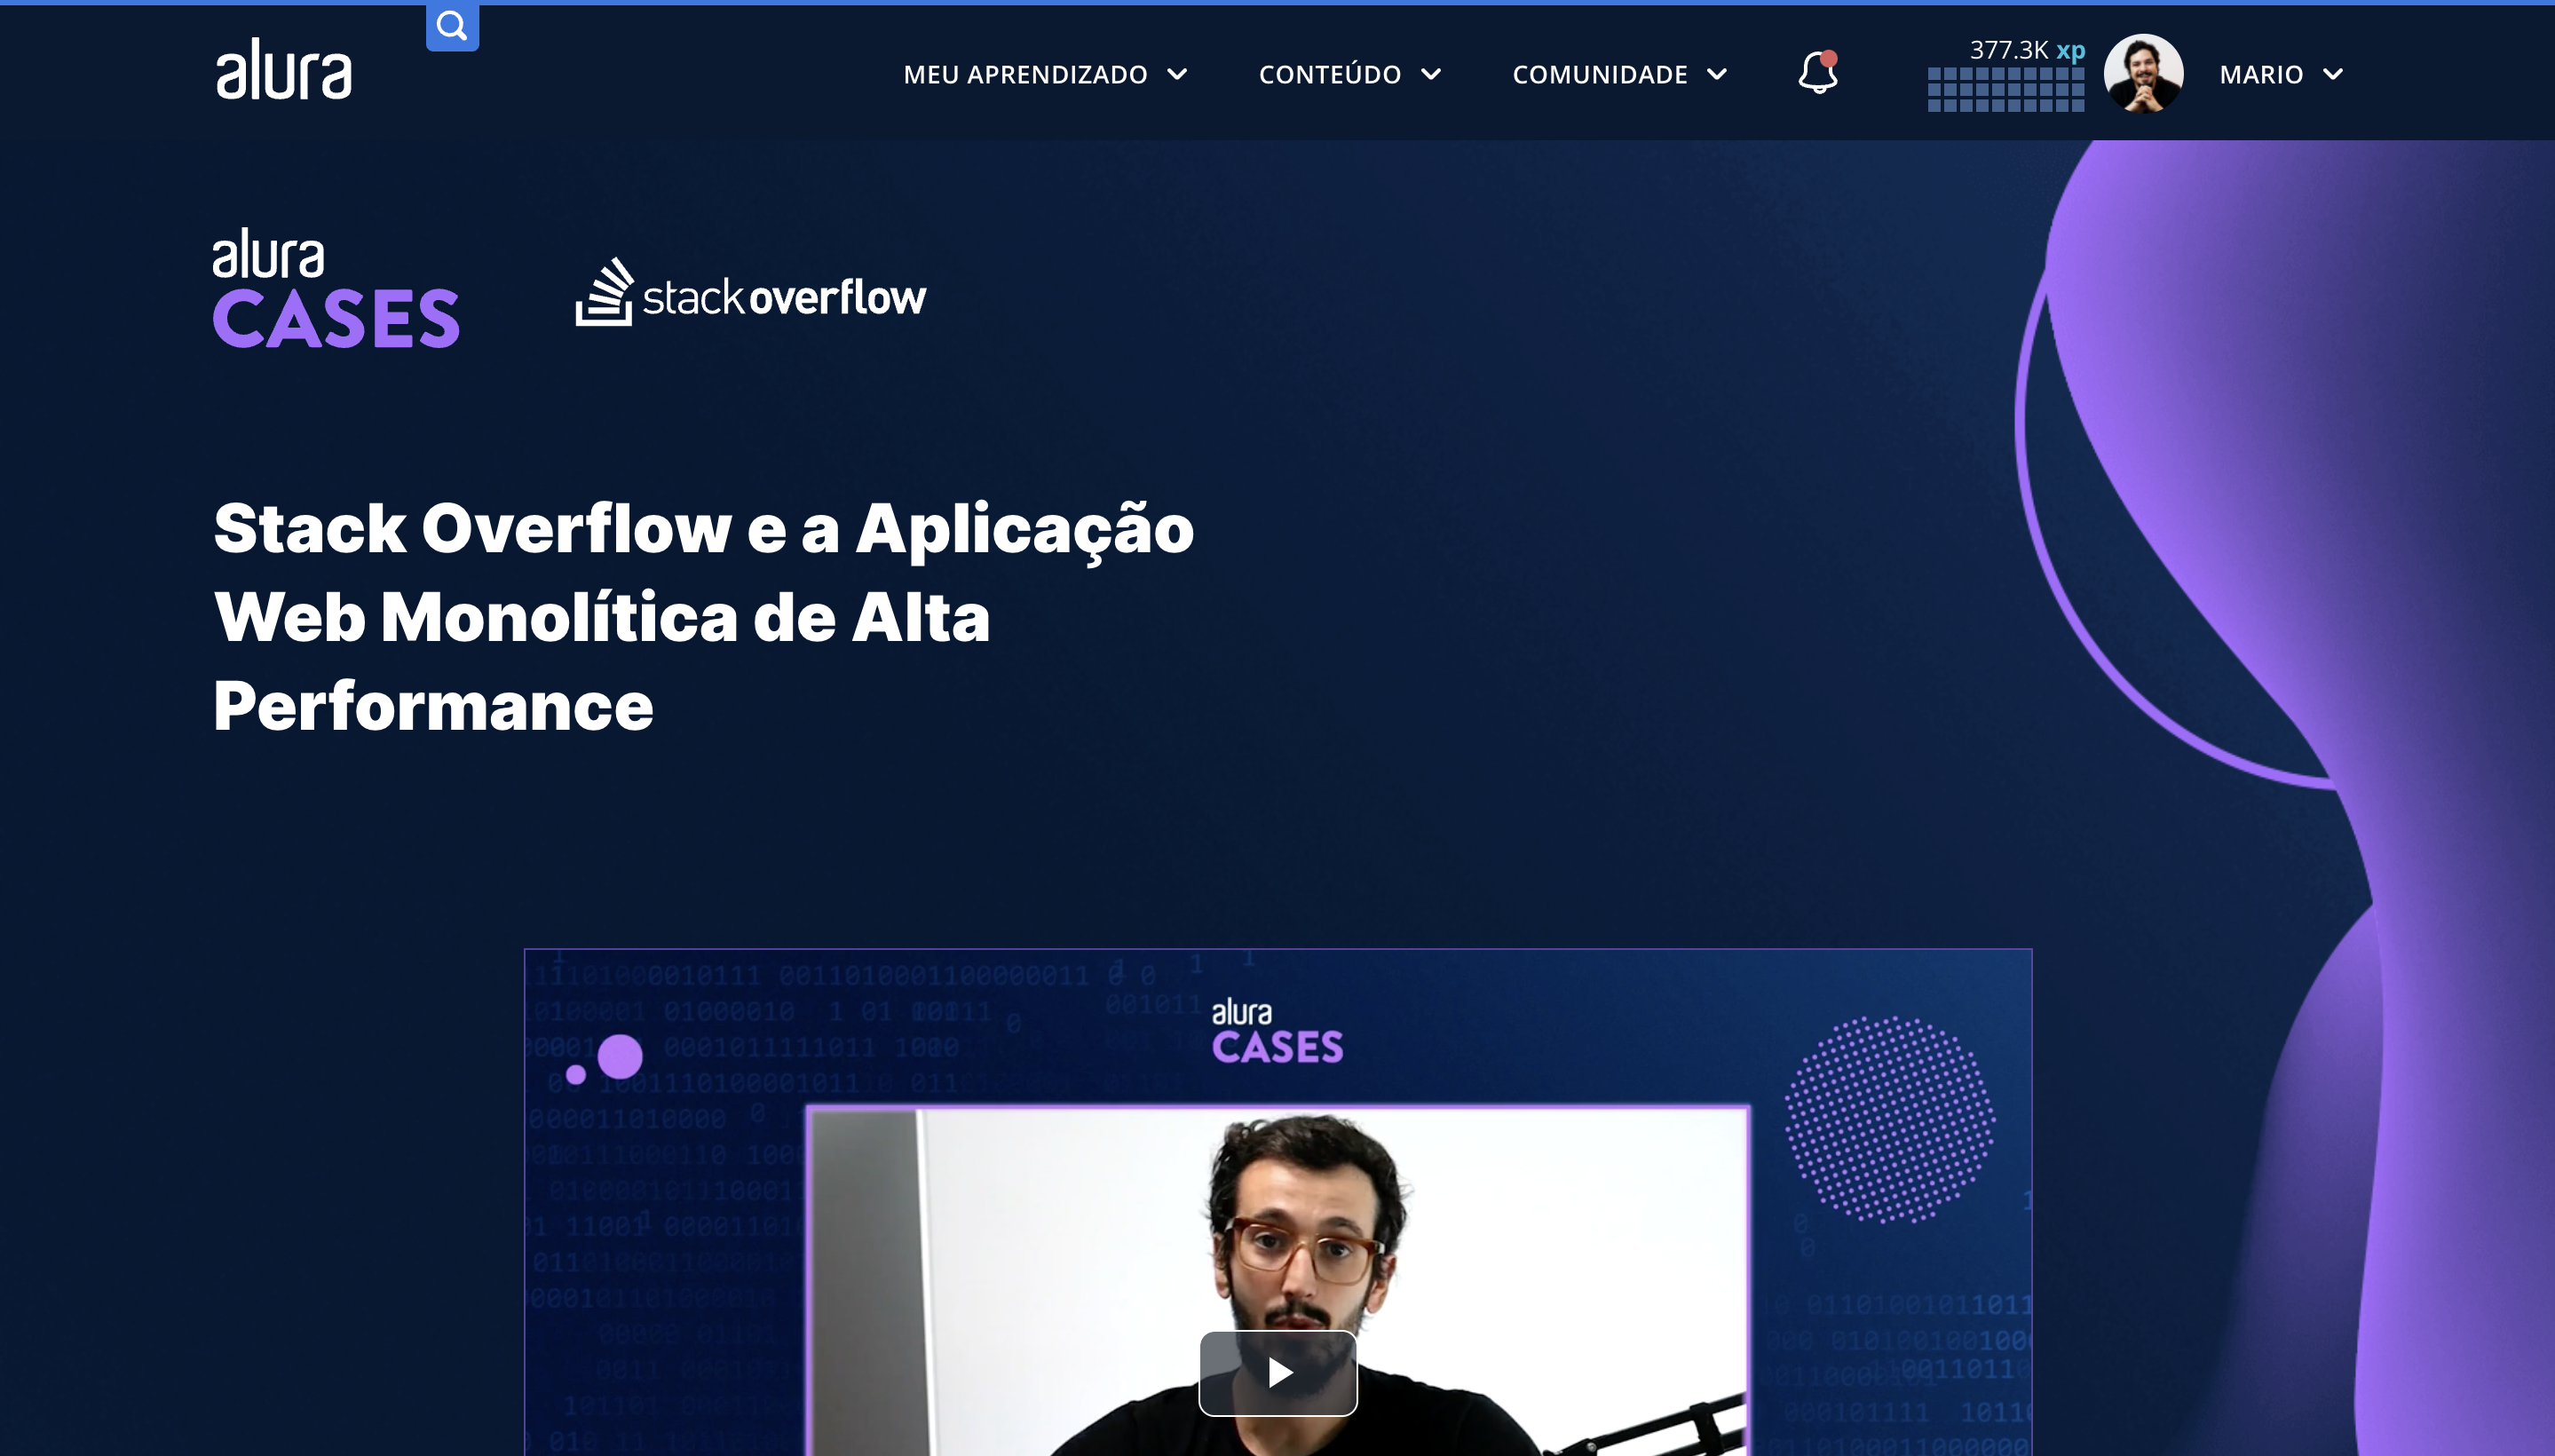 alura
MEU APRENDIZADO
CONTEÚDO
COMUNIDADE
377.3K xp
MARIO
alura
CASES
stackoverflow
Stack Overflow e a Aplicação
Web Monolítica de Alta
Performance
alura
CASES